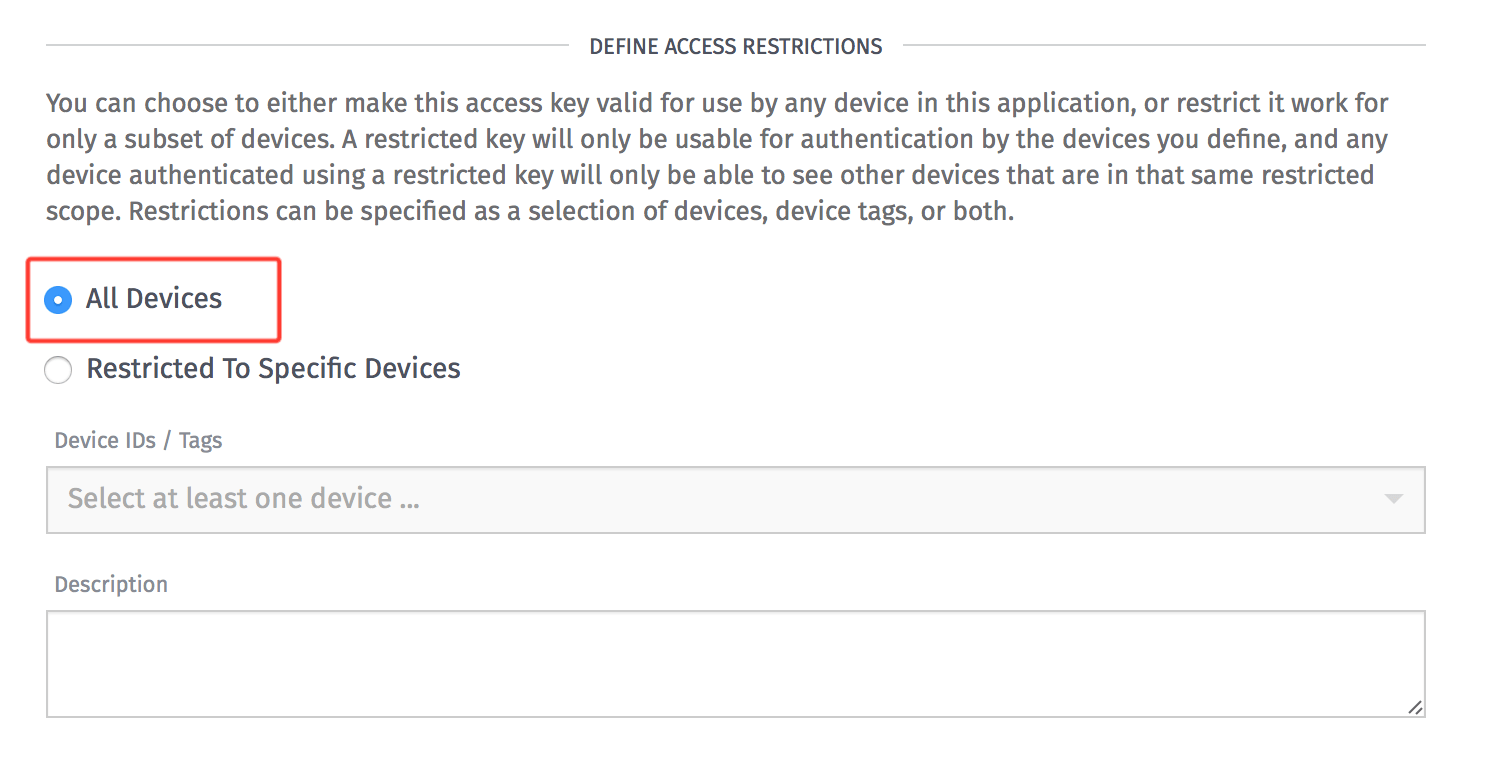 DEFINE ACCESS RESTRICTIONS
You can choose to either make this access key valid for use by any device in this application, or restrict it work for
only a subset of devices. A restricted key will only be usable for authentication by the devices you define, and any
device authenticated using a restricted key will only be able to see other devices that are in that same restricted
scope. Restrictions can be specified as a selection of devices, device tags, or both.
All Devices
Restricted To Specific Devices
Device IDs / Tags
Select at least one device ...
Description